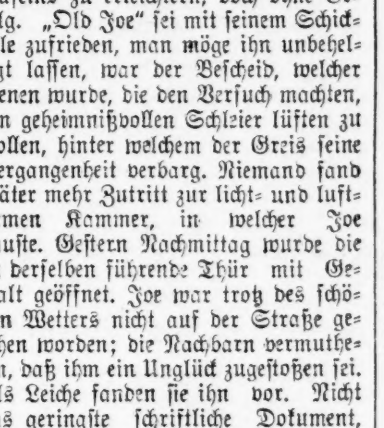 lg. „Old Joe“ sei mit seinem Schick-
le zufrieden, man möge ihn unbehel-
gt lassen, war der Bescheid, welcher
enen wurde, die den Versuch machten,
n geheimnißvollen Schleier lüften zu
ollen, hinter welchem der Greis seine
ergangenheit verbarg. Niemand fand
äter mehr Zutritt zur licht- und luft-
rmen Kammer, in welcher Joe
auste. Gestern Nachmittag wurde die
derselben führende Thür mit Ge-
alt geöffnet. Joe war trotz des schö-
n Wetters nicht auf der Straße ge-
hen worden; die Nachbarn vermuthe-
n, daß ihm ein Unglück zugestoßen sei.
ls Leiche fanden sie ihn vor. Nicht
s geringste schriftliche Dokument,